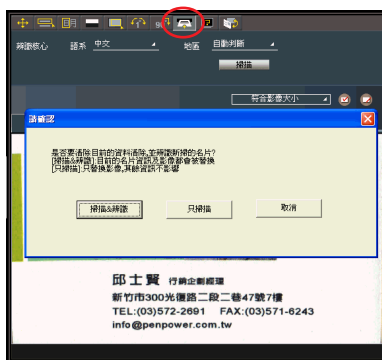 辨識核心 語系 中文 地區 自動判斷
掃描
符合影像大小
請確認
是否要清除目前的資料清除,並辨識新掃的名片?
[掃描&辨識]:目前的名片資訊及影像都會被替換
[只掃描]:只替換影像,其餘資訊不影響
掃描&辨識 只掃描 取消
邱士賢 行銷企劃經理
新竹市300光復路二段二巷47號7樓
TEL:(03)572-2691 FAX:(03)571-6243
info@penpower.com.tw